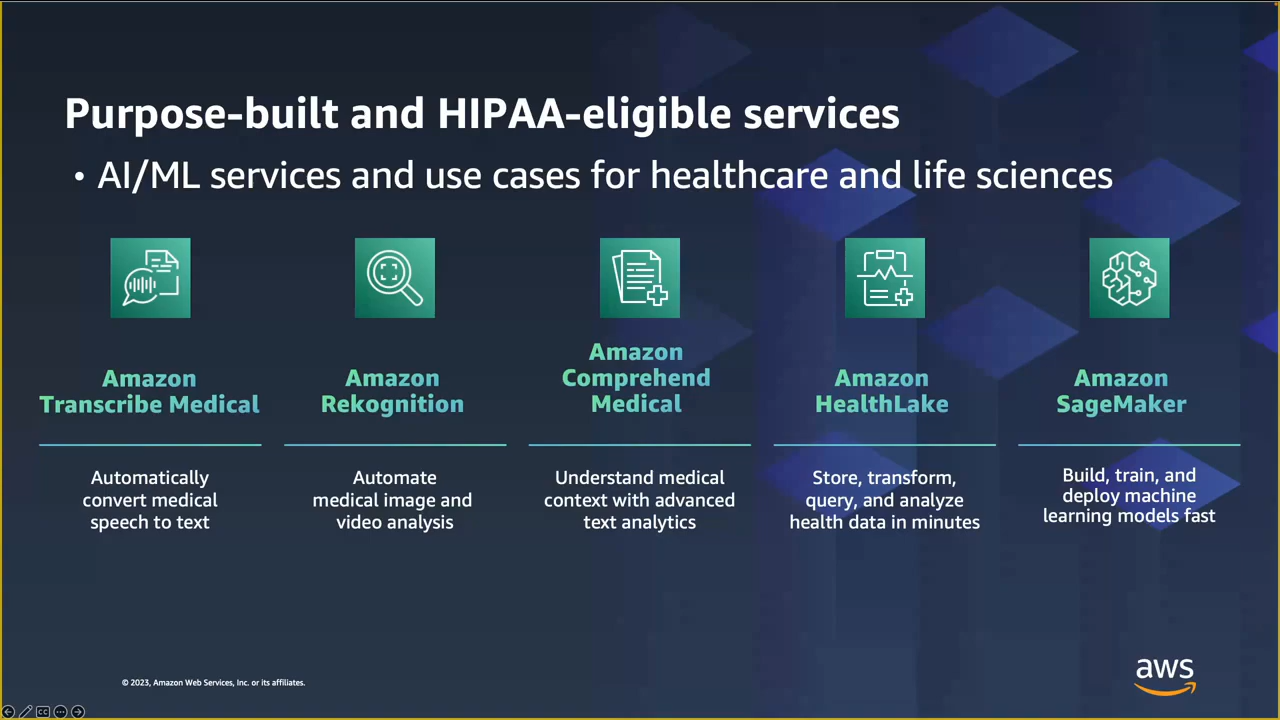 Purpose-built and HIPAA-eligible services
• AI/ML services and use cases for healthcare and life sciences
Amazon
Transcribe Medical
Automatically
convert medical
speech to text
Amazon
Rekognition
Automate
medical image and
video analysis
Amazon
Comprehend
Medical
Understand medical
context with advanced
text analytics
Amazon
HealthLake
Store, transform,
query, and analyze
health data in minutes
Amazon
SageMaker
Build, train, and
deploy machine
learning models fast
© 2023, Amazon Web Services, Inc. or its affiliates.
aws
CC